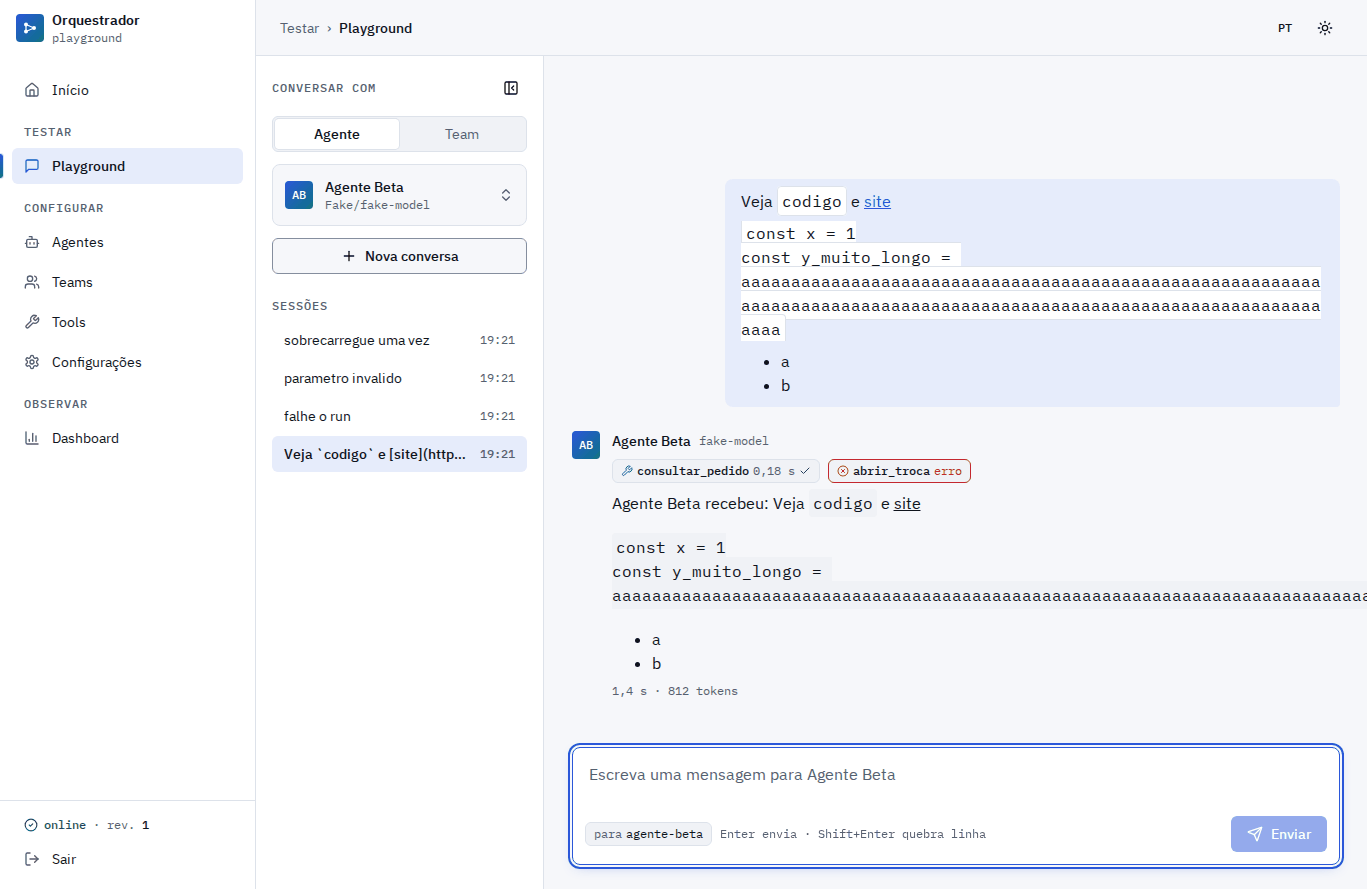 Orquestrador
playground
Início
TESTAR
Playground
CONFIGURAR
Agentes
Teams
Tools
Configurações
OBSERVAR
Dashboard
online · rev. 1
Sair
Testar › Playground
PT
CONVERSAR COM
Agente Team
AB
Agente Beta
Fake/fake-model
+ Nova conversa
SESSÕES
sobrecarregue uma vez 19:21
parametro invalido 19:21
falhe o run 19:21
Veja `codigo` e [site](http... 19:21
Veja codigo e site
const x = 1
const y_muito_longo =
aaaaaaaaaaaaaaaaaaaaaaaaaaaaaaaaaaaaaaaaaaaaaaaaaaaaaaaaaa
aaaaaaaaaaaaaaaaaaaaaaaaaaaaaaaaaaaaaaaaaaaaaaaaaaaaaaaaaa
aaaa
• a
• b
AB
Agente Beta fake-model
consultar_pedido 0,18 s ✓ abrir_troca erro
Agente Beta recebeu: Veja codigo e site
const x = 1
const y_muito_longo =
aaaaaaaaaaaaaaaaaaaaaaaaaaaaaaaaaaaaaaaaaaaaaaaaaaaaaaaaaaaaaaaaaaaaaaaaaaaa
• a
• b
1,4 s · 812 tokens
Escreva uma mensagem para Agente Beta
para agente-beta Enter envia · Shift+Enter quebra linha
Enviar